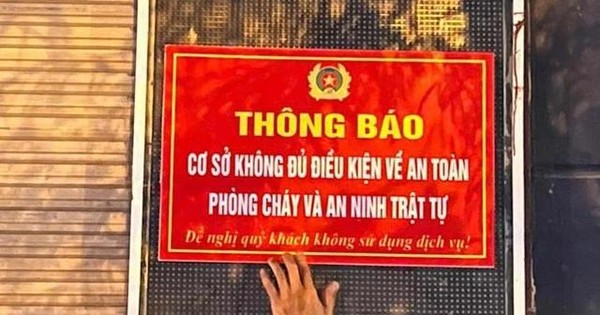 THÔNG BÁO
CƠ SỞ KHÔNG ĐỦ ĐIỀU KIỆN VỀ AN TOÀN
PHÒNG CHÁY VÀ AN NINH TRẬT TỰ
Đề nghị quý khách không sử dụng dịch vụ!